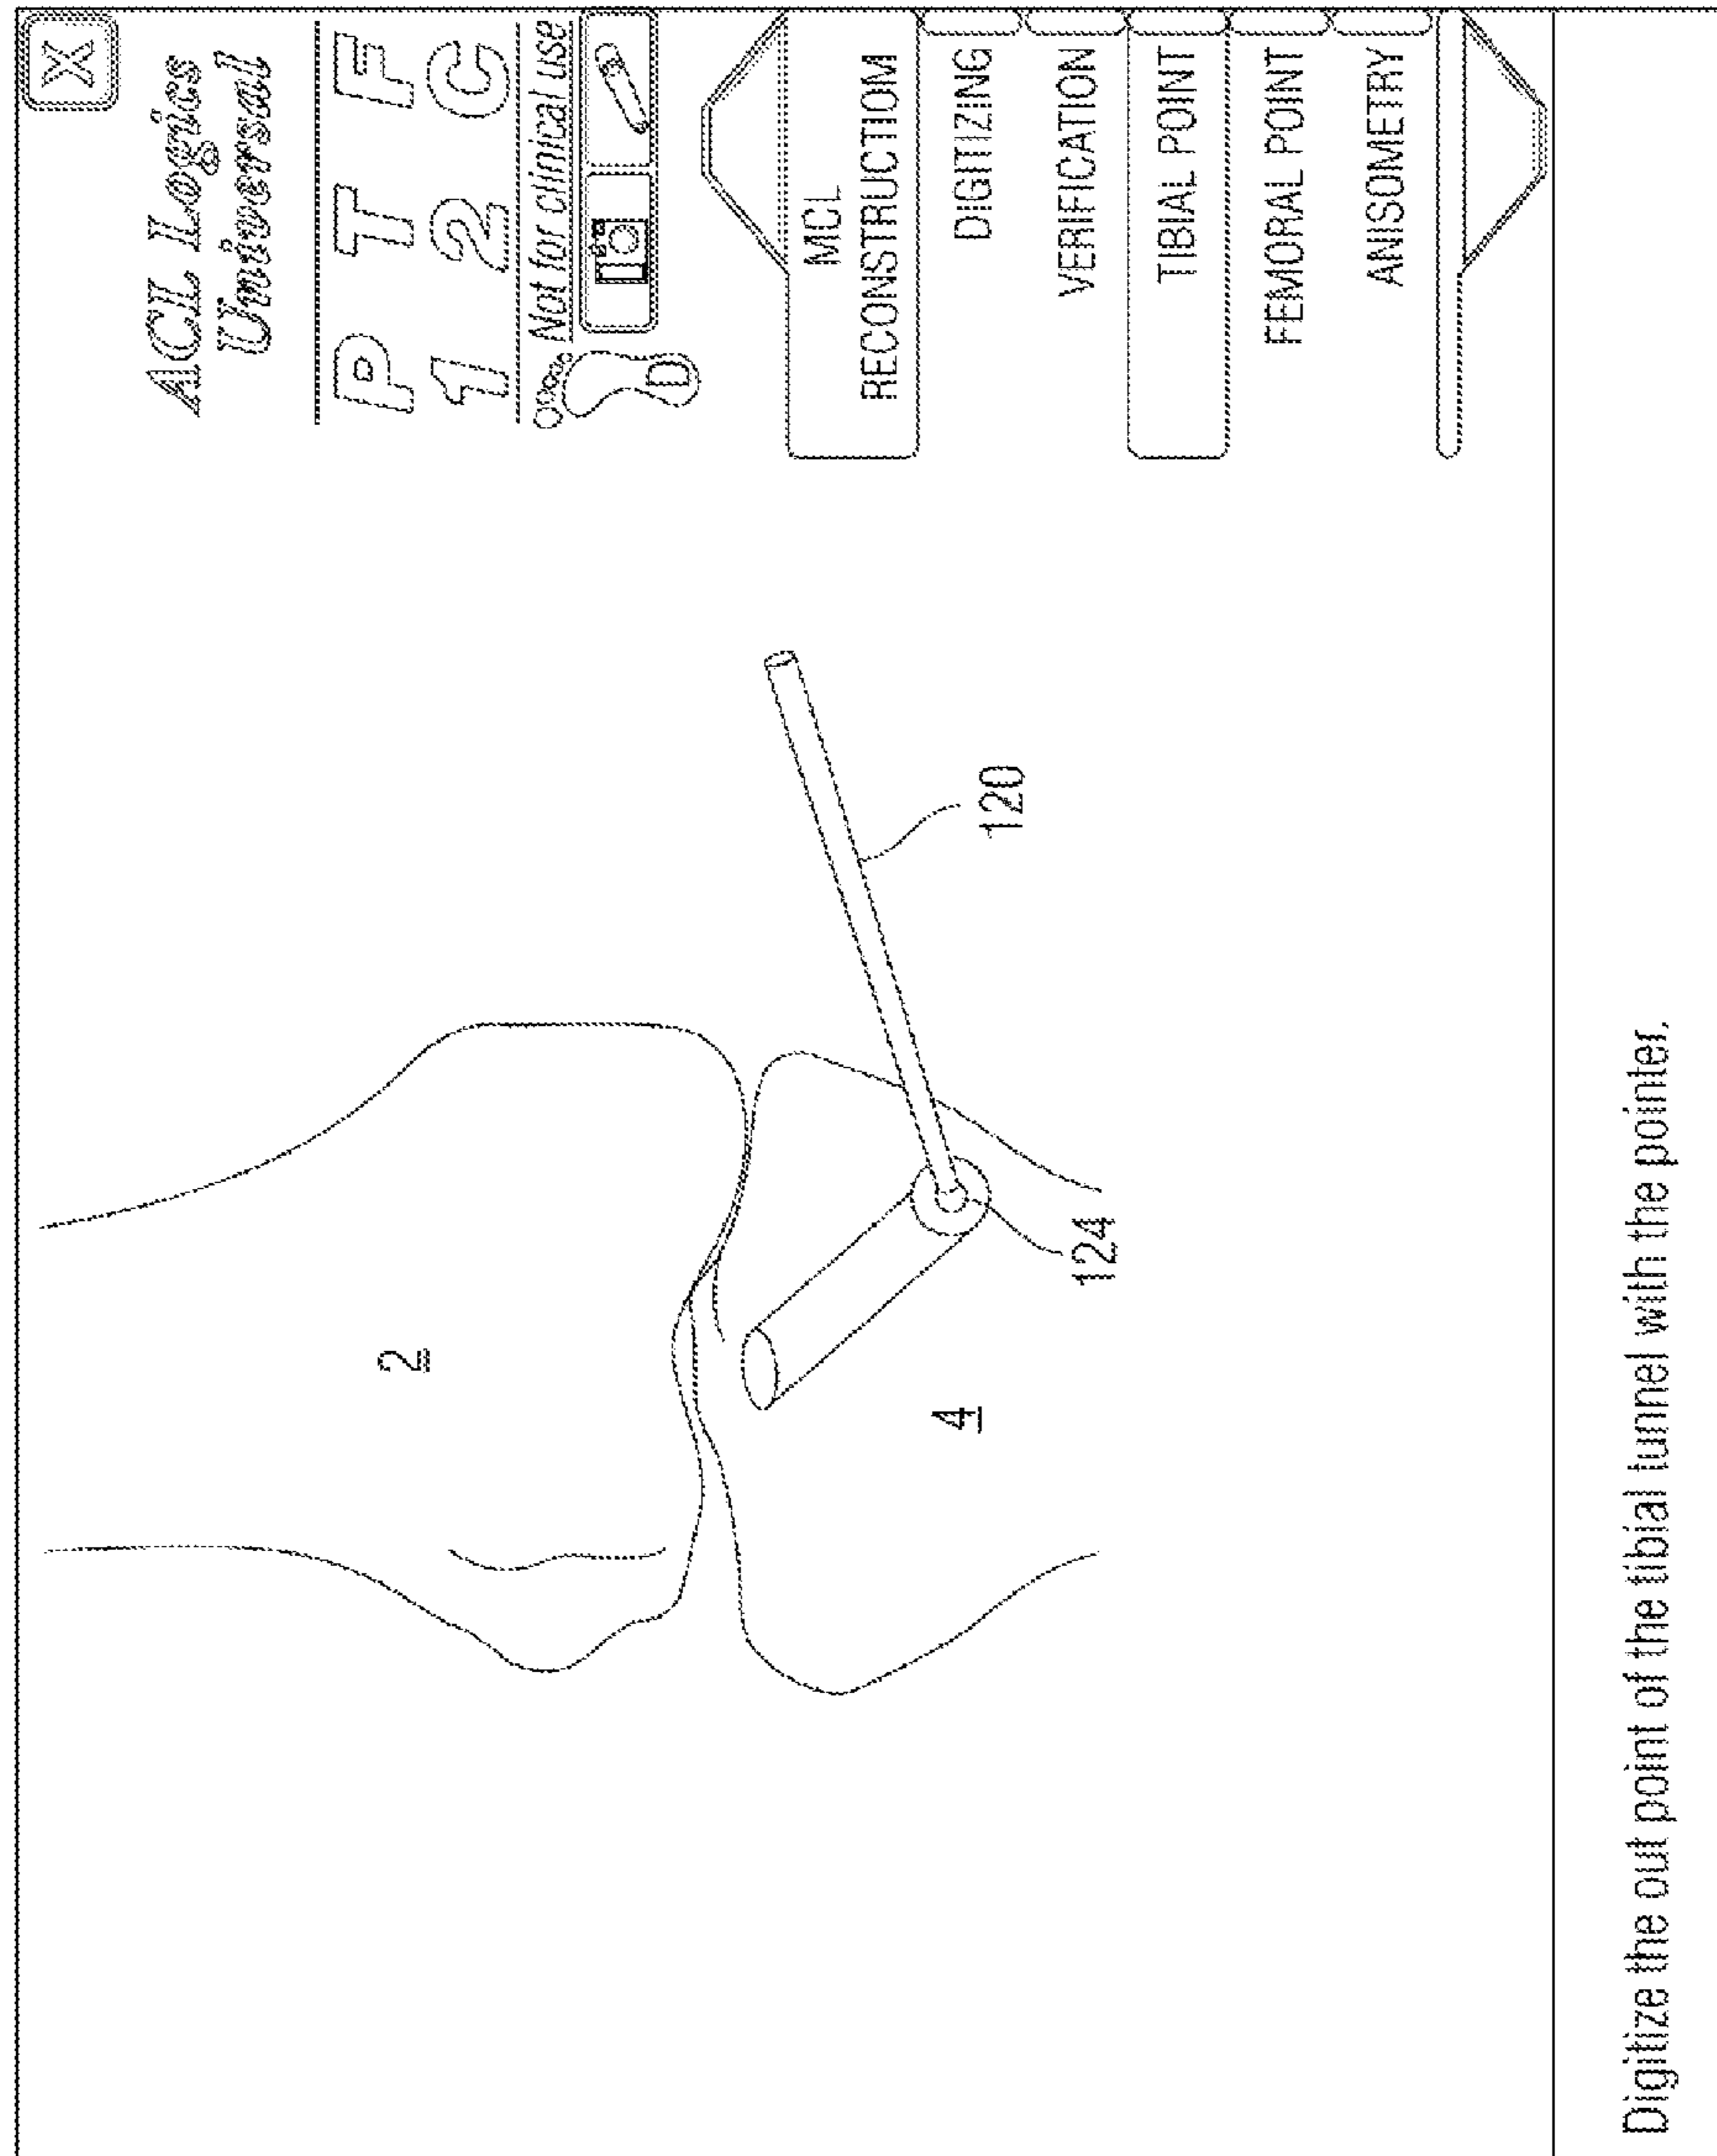 X
ACL Logics
Universal
P T F
1 2 C
Not for clinical use
D
MCL
RECONSTRUCTIOM
DIGITIZING
VERIFICATION
TIBIAL POINT
FEMORAL POINT
ANISOMETRY
2
4
120
124
Digitize the out point of the tibial tunnel with the pointer.